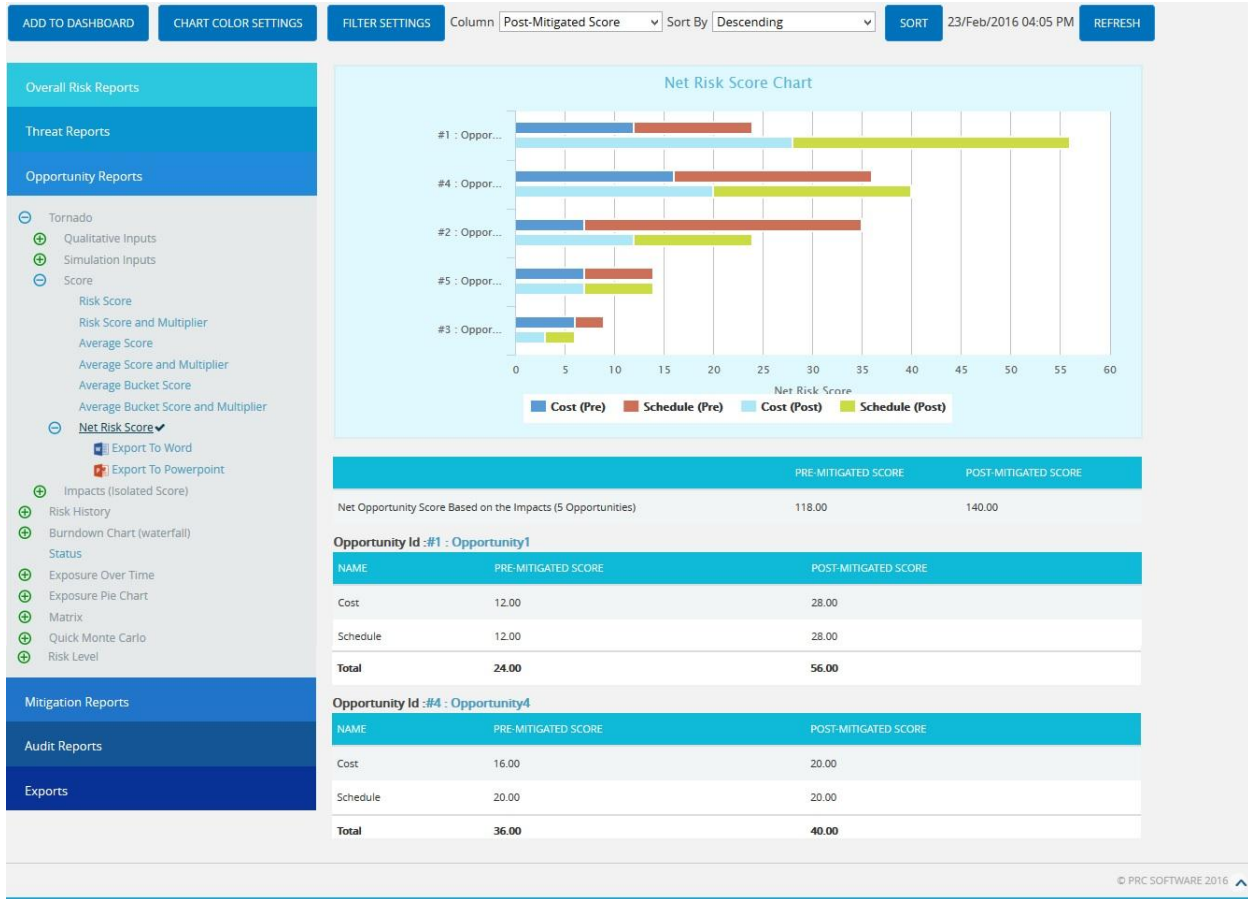 ADD TO DASHBOARD CHART COLOR SETTINGS FILTER SETTINGS Column Post-Mitigated Score Sort By Descending SORT 23/Feb/2016 04:05 PM REFRESH
Overall Risk Reports
Threat Reports
Opportunity Reports
Tornado
Qualitative Inputs
Simulation Inputs
Score
Risk Score
Risk Score and Multiplier
Average Score
Average Score and Multiplier
Average Bucket Score
Average Bucket Score and Multiplier
Net Risk Score
Export To Word
Export To Powerpoint
Impacts (Isolated Score)
Risk History
Burndown Chart (waterfall)
Status
Exposure Over Time
Exposure Pie Chart
Matrix
Quick Monte Carlo
Risk Level
Mitigation Reports
Audit Reports
Exports
Net Risk Score Chart
#1 : Oppor...
#4 : Oppor...
#2 : Oppor...
#5 : Oppor...
#3 : Oppor...
0 5 10 15 20 25 30 35 40 45 50 55 60
Net Risk Score
Cost (Pre) Schedule (Pre) Cost (Post) Schedule (Post)
PRE-MITIGATED SCORE POST-MITIGATED SCORE
Net Opportunity Score Based on the Impacts (5 Opportunities) 118.00 140.00
Opportunity Id :#1 : Opportunity1
NAME PRE-MITIGATED SCORE POST-MITIGATED SCORE
Cost 12.00 28.00
Schedule 12.00 28.00
Total 24.00 56.00
Opportunity Id :#4 : Opportunity4
NAME PRE-MITIGATED SCORE POST-MITIGATED SCORE
Cost 16.00 20.00
Schedule 20.00 20.00
Total 36.00 40.00
© PRC SOFTWARE 2016